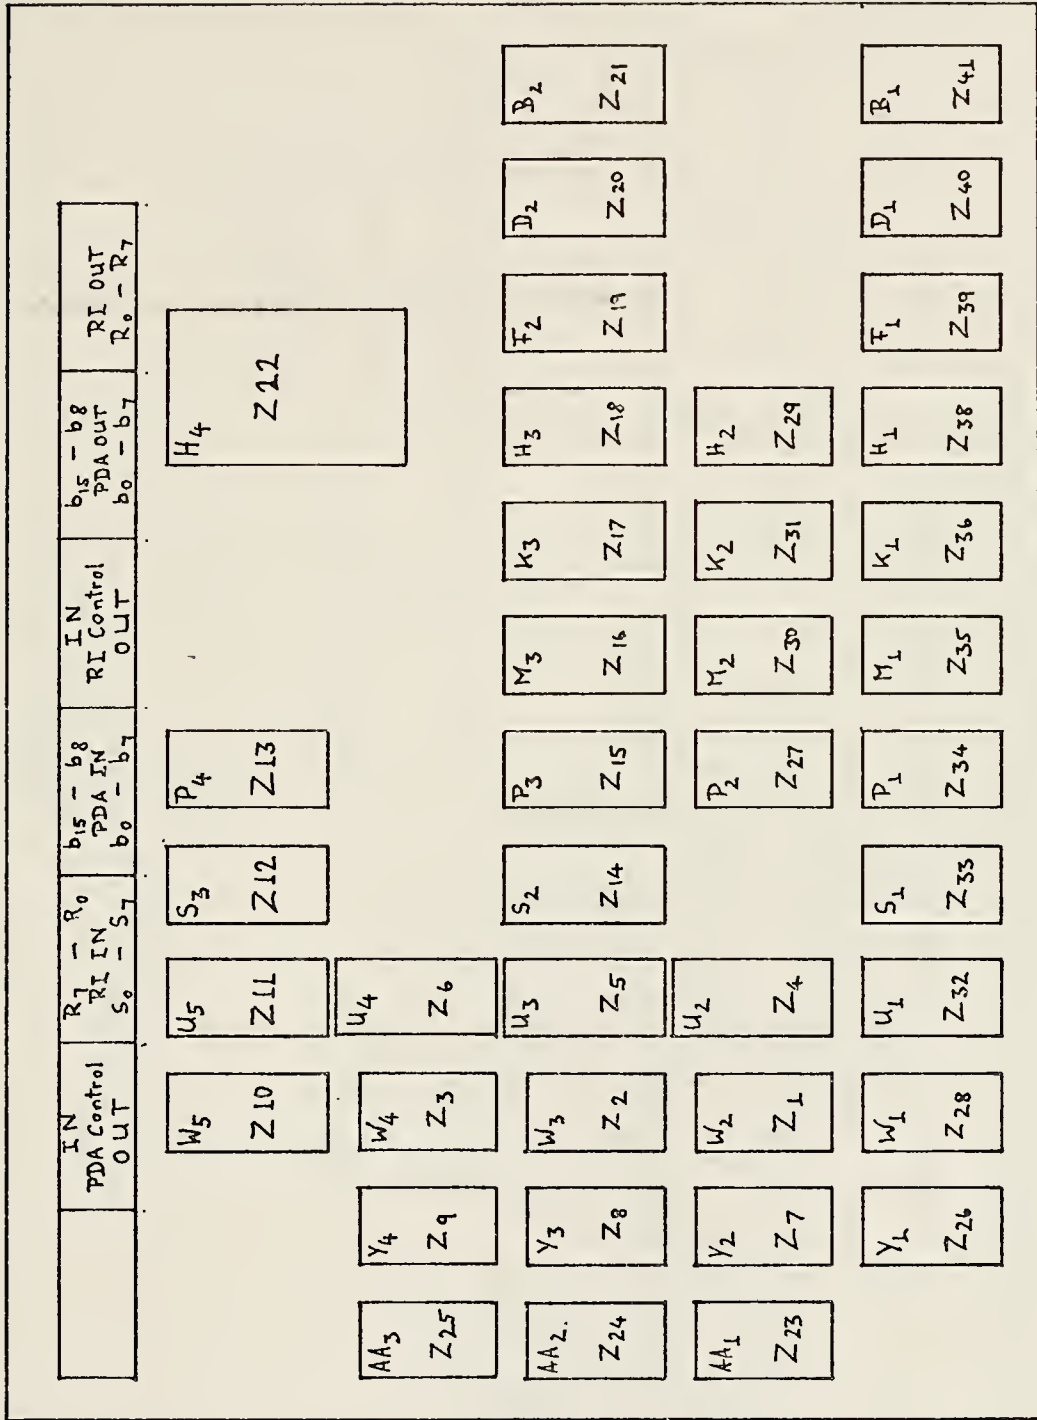 IN
PDA Control
OUT
R₇ – R₀
RI IN
S₀ – S₇
b₁₅ – b₈
PDA IN
b₀ – b₇
IN
RI Control
OUT
b₁₅ – b₈
PDA OUT
b₀ – b₇
RI OUT
R₀ – R₇
W₅
Z10
U₅
Z11
S₃
Z12
P₄
Z13
H₄
Z22
AA₃
Z25
Y₄
Z9
W₄
Z3
U₄
Z6
AA₂.
Z24
Y₃
Z8
W₃
Z2
U₃
Z5
S₂
Z14
P₃
Z15
M₃
Z16
K₃
Z17
H₃
Z18
F₂
Z19
D₂
Z20
B₂
Z21
AA₁
Z23
Y₂
Z7
W₂
Z1
U₂
Z4
P₂
Z27
M₂
Z30
K₂
Z31
H₂
Z29
Y₁
Z26
W₁
Z28
U₁
Z32
S₁
Z33
P₁
Z34
M₁
Z35
K₁
Z36
H₁
Z38
F₁
Z39
D₁
Z40
B₁
Z41